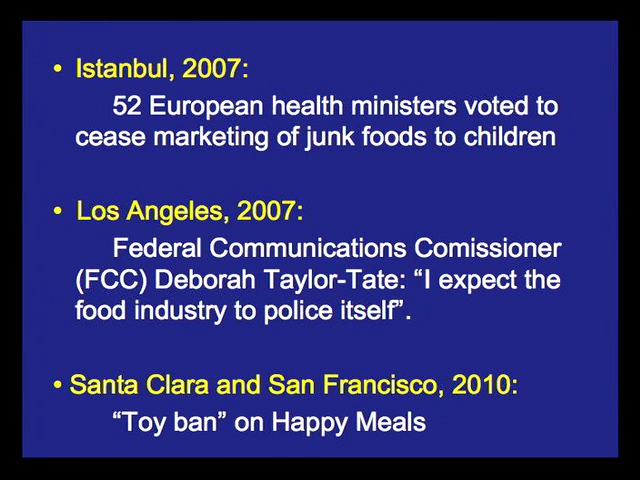 • Istanbul, 2007:
52 European health ministers voted to
cease marketing of junk foods to children
• Los Angeles, 2007:
Federal Communications Comissioner
(FCC) Deborah Taylor-Tate: “I expect the
food industry to police itself”.
• Santa Clara and San Francisco, 2010:
“Toy ban” on Happy Meals